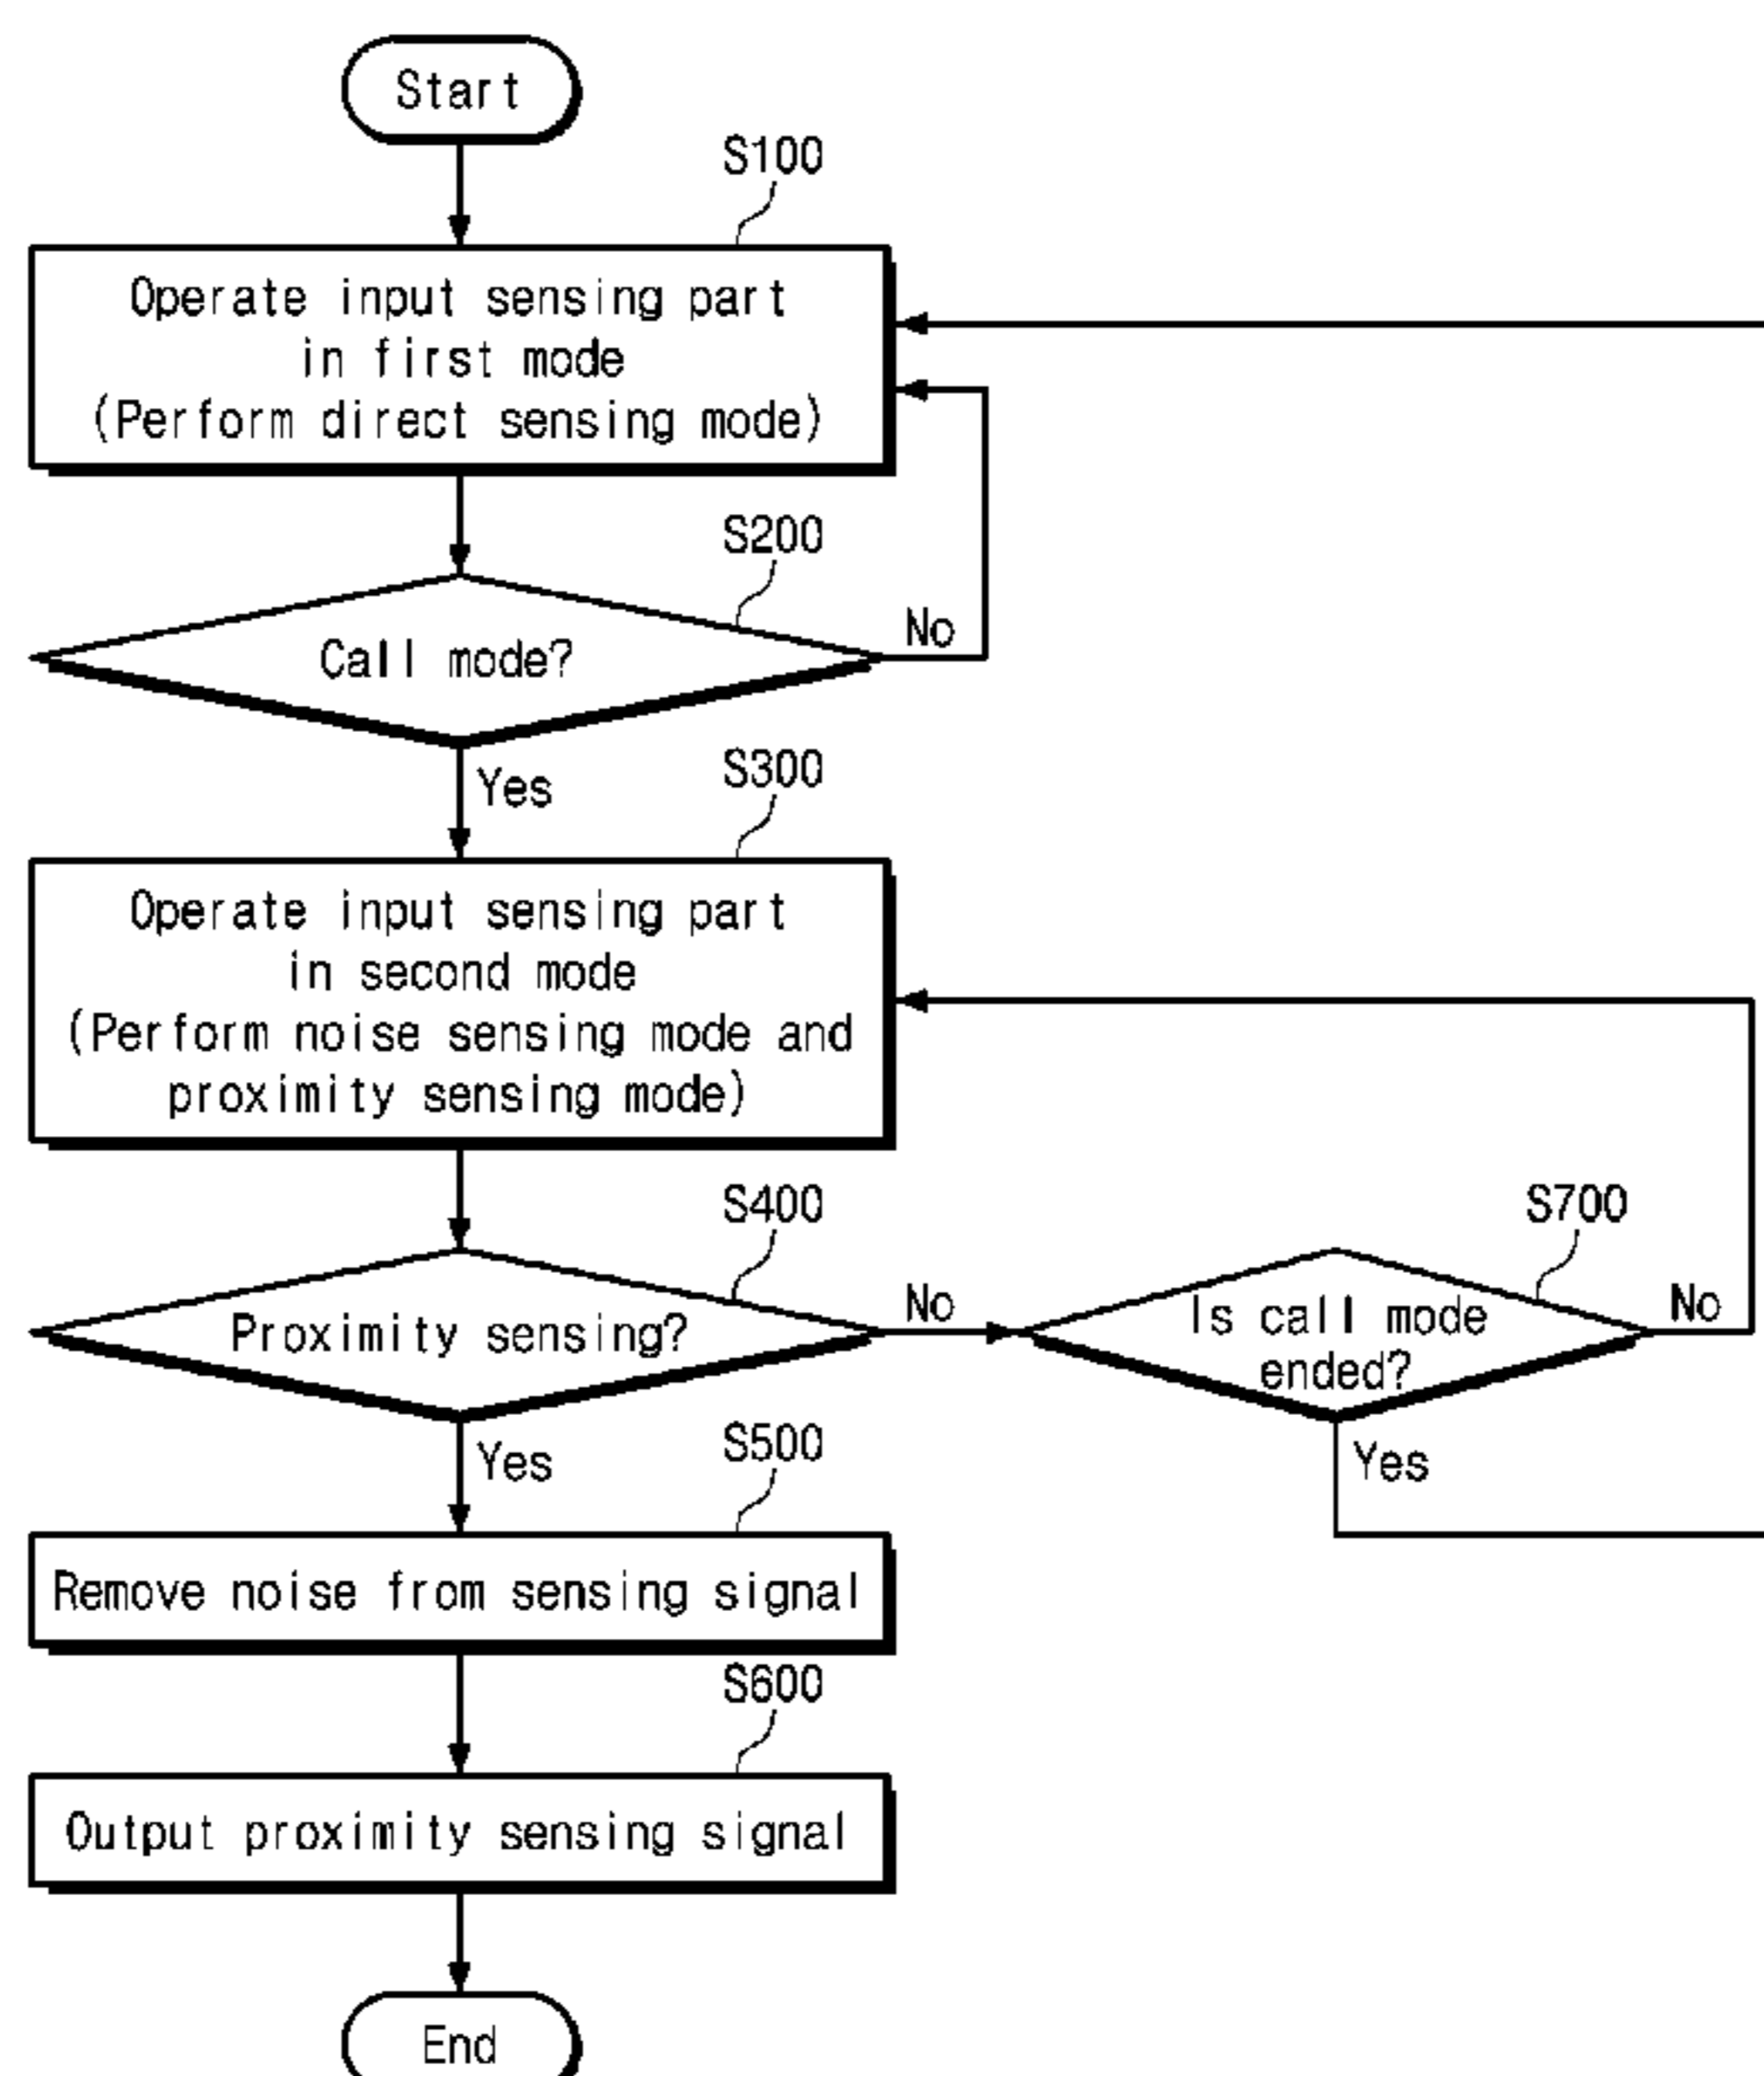 Start
S100
Operate input sensing part
in first mode
(Perform direct sensing mode)
S200
Call mode?
No
Yes
S300
Operate input sensing part
in second mode
(Perform noise sensing mode and
proximity sensing mode)
S400
Proximity sensing?
No
S700
Is call mode
ended?
No
Yes
Yes
S500
Remove noise from sensing signal
S600
Output proximity sensing signal
End